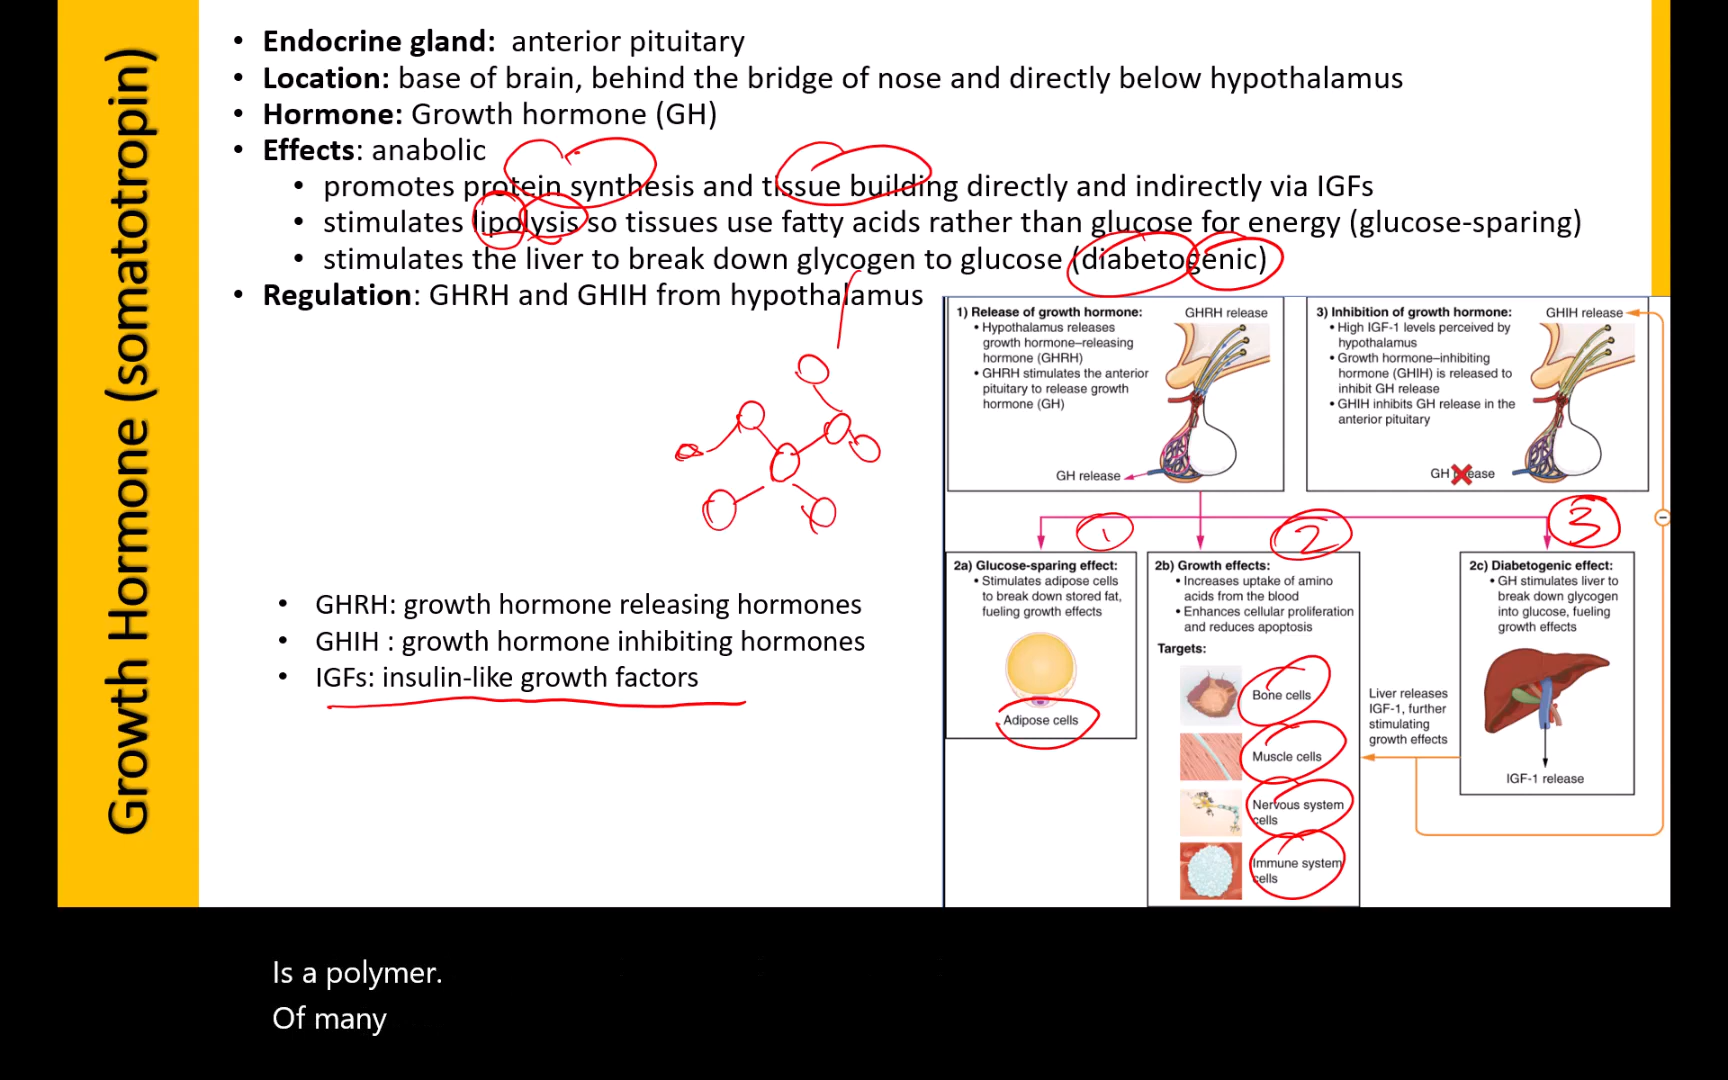 Growth Hormone (somatotropin)
• Endocrine gland: anterior pituitary
• Location: base of brain, behind the bridge of nose and directly below hypothalamus
• Hormone: Growth hormone (GH)
• Effects: anabolic
• promotes protein synthesis and tissue building directly and indirectly via IGFs
• stimulates lipolysis so tissues use fatty acids rather than glucose for energy (glucose-sparing)
• stimulates the liver to break down glycogen to glucose (diabetogenic)
• Regulation: GHRH and GHIH from hypothalamus
• GHRH: growth hormone releasing hormones
• GHIH : growth hormone inhibiting hormones
• IGFs: insulin-like growth factors
1) Release of growth hormone:
• Hypothalamus releases
growth hormone–releasing
hormone (GHRH)
• GHRH stimulates the anterior
pituitary to release growth
hormone (GH)
GHRH release
GH release
3) Inhibition of growth hormone:
• High IGF-1 levels perceived by
hypothalamus
• Growth hormone–inhibiting
hormone (GHIH) is released to
inhibit GH release
• GHIH inhibits GH release in the
anterior pituitary
GHIH release
GH release
1
2
3
2a) Glucose-sparing effect:
• Stimulates adipose cells
to break down stored fat,
fueling growth effects
Adipose cells
2b) Growth effects:
• Increases uptake of amino
acids from the blood
• Enhances cellular proliferation
and reduces apoptosis
Targets:
Bone cells
Muscle cells
Nervous system
cells
Immune system
cells
Liver releases
IGF-1, further
stimulating
growth effects
2c) Diabetogenic effect:
• GH stimulates liver to
break down glycogen
into glucose, fueling
growth effects
IGF-1 release
Is a polymer.
Of many